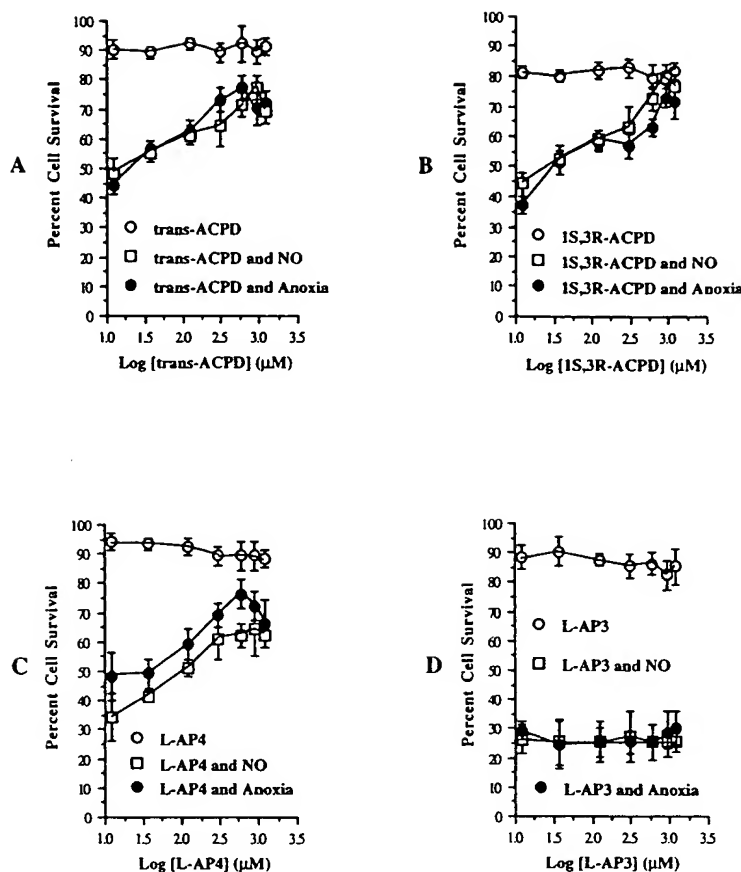 A
Percent Cell Survival
100
90
80
70
60
50
40
30
20
10
0
trans-ACPD
trans-ACPD and NO
trans-ACPD and Anoxia
1.0 1.5 2.0 2.5 3.0 3.5
Log [trans-ACPD] (µM)
B
Percent Cell Survival
100
90
80
70
60
50
40
30
20
10
0
1S,3R-ACPD
1S,3R-ACPD and NO
1S,3R-ACPD and Anoxia
1.0 1.5 2.0 2.5 3.0 3.5
Log [1S,3R-ACPD] (µM)
C
Percent Cell Survival
100
90
80
70
60
50
40
30
20
10
0
L-AP4
L-AP4 and NO
L-AP4 and Anoxia
1.0 1.5 2.0 2.5 3.0 3.5
Log [L-AP4] (µM)
D
Percent Cell Survival
100
90
80
70
60
50
40
30
20
10
0
L-AP3
L-AP3 and NO
L-AP3 and Anoxia
1.0 1.5 2.0 2.5 3.0 3.5
Log [L-AP3] (µM)